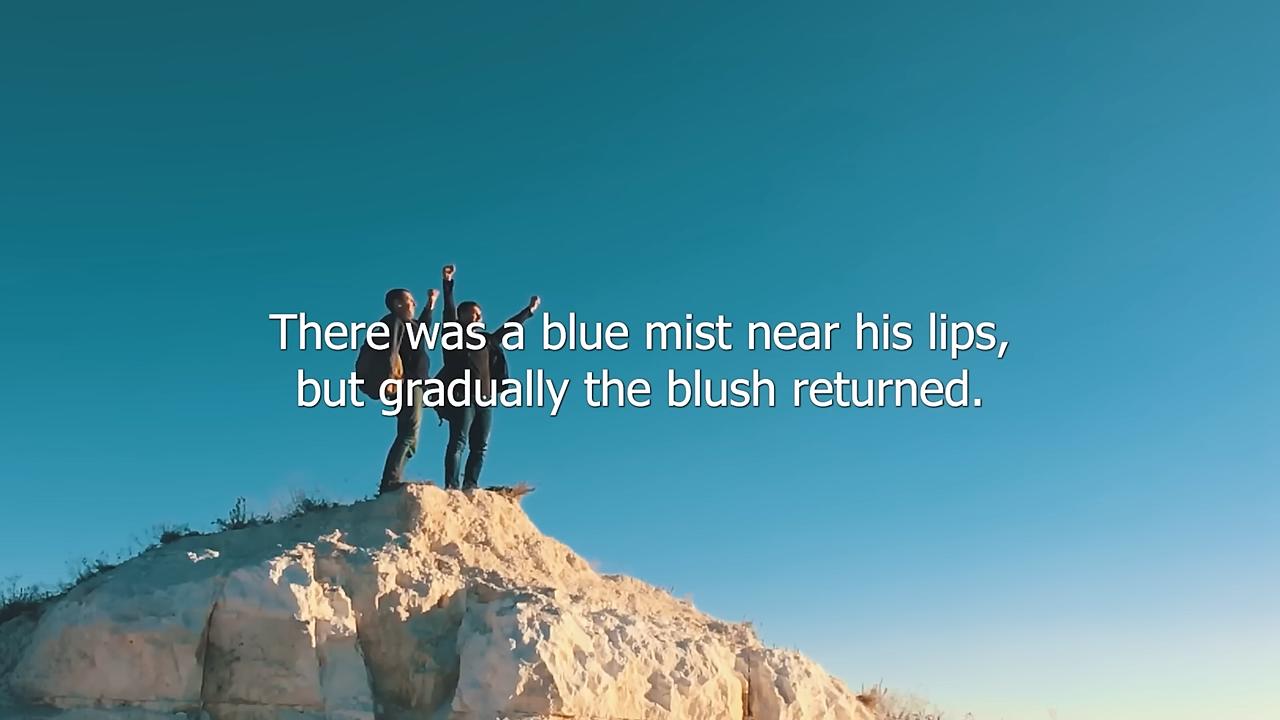 There was a blue mist near his lips,
but gradually the blush returned.